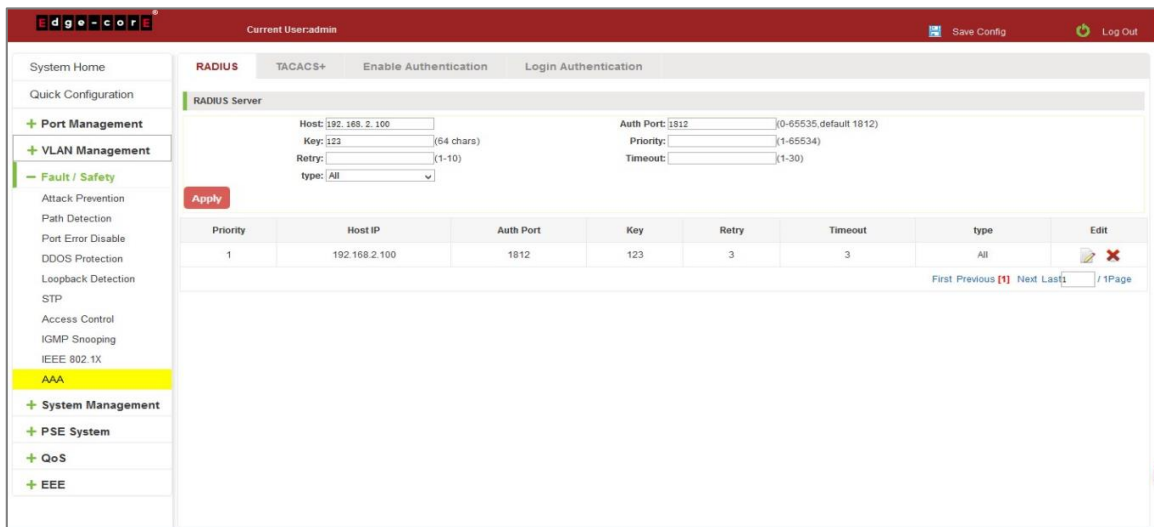 Edge-corE®
Current User:admin
Save Config
Log Out
System Home
Quick Configuration
+ Port Management
+ VLAN Management
− Fault / Safety
Attack Prevention
Path Detection
Port Error Disable
DDOS Protection
Loopback Detection
STP
Access Control
IGMP Snooping
IEEE 802.1X
AAA
+ System Management
+ PSE System
+ QoS
+ EEE
RADIUS TACACS+ Enable Authentication Login Authentication
RADIUS Server
Host: 192. 168. 2. 100 Auth Port: 1812 (0-65535,default 1812)
Key: 123 (64 chars) Priority: (1-65534)
Retry: (1-10) Timeout: (1-30)
type: All
Apply
Priority Host IP Auth Port Key Retry Timeout type Edit
1 192.168.2.100 1812 123 3 3 All
First Previous [1] Next Last 1 / 1Page